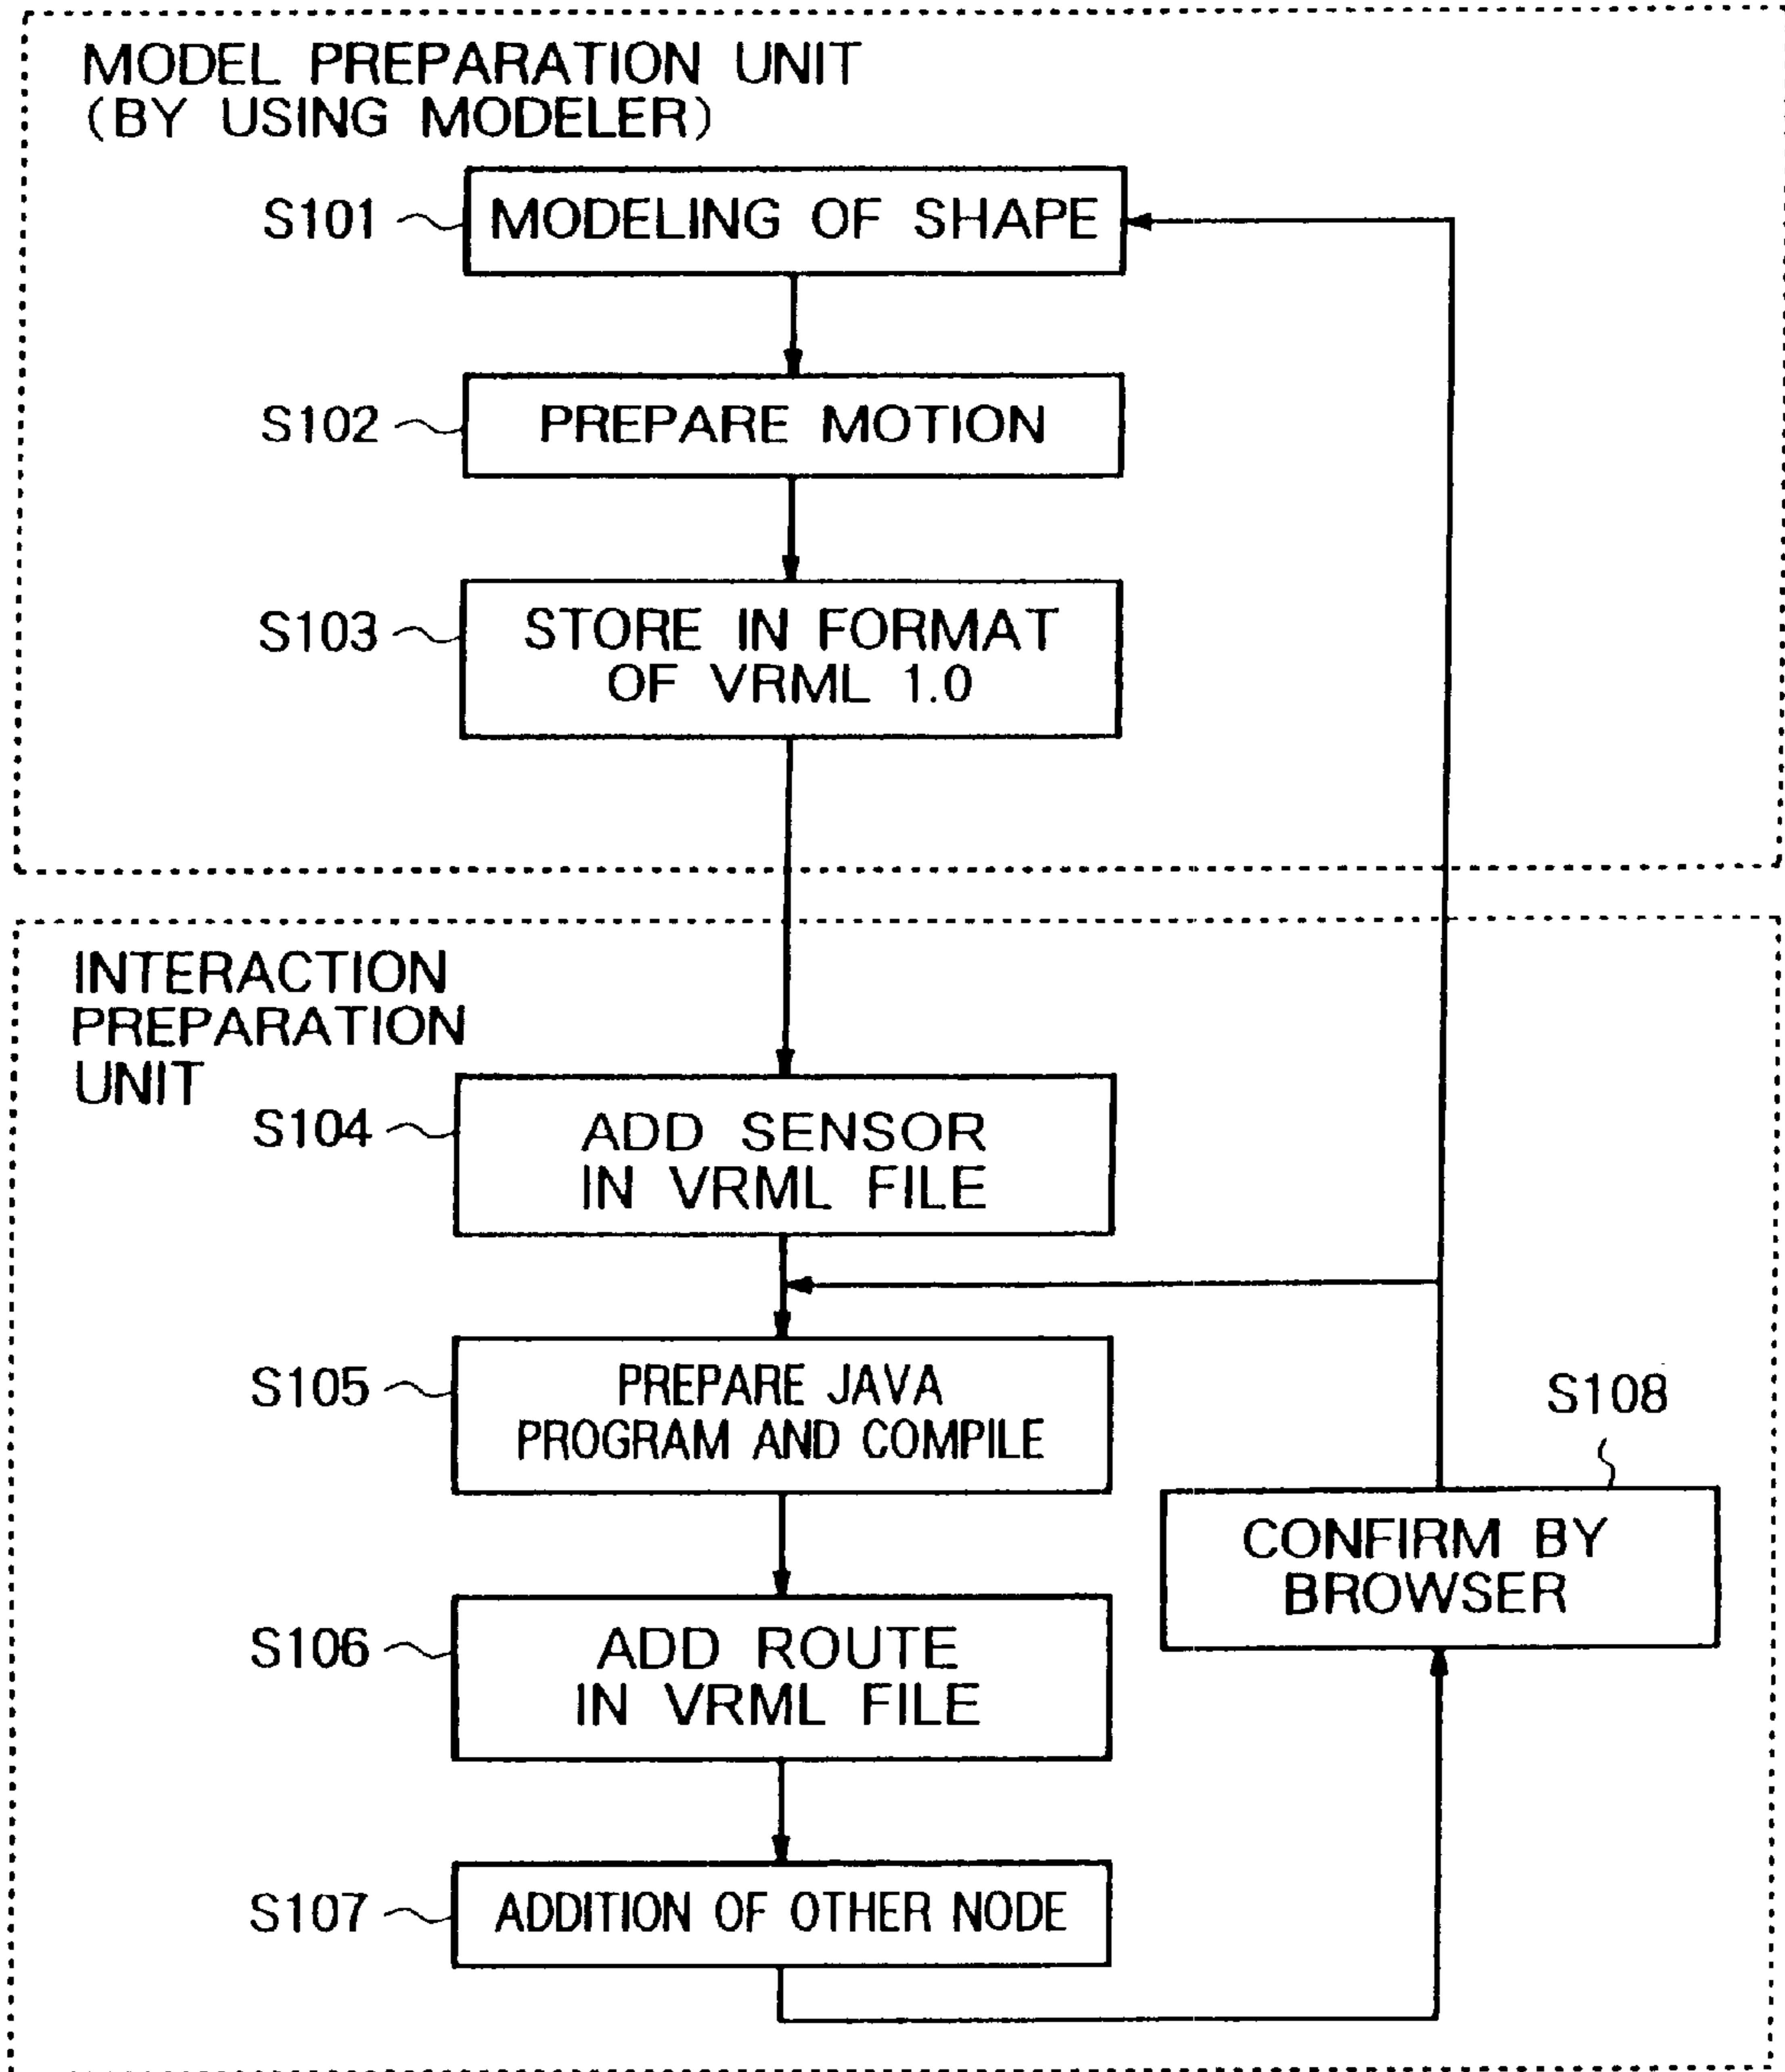 MODEL PREPARATION UNIT
(BY USING MODELER)
S101
MODELING OF SHAPE
S102
PREPARE MOTION
S103
STORE IN FORMAT
OF VRML 1.0
INTERACTION
PREPARATION
UNIT
S104
ADD SENSOR
IN VRML FILE
S105
PREPARE JAVA
PROGRAM AND COMPILE
S108
CONFIRM BY
BROWSER
S106
ADD ROUTE
IN VRML FILE
S107
ADDITION OF OTHER NODE